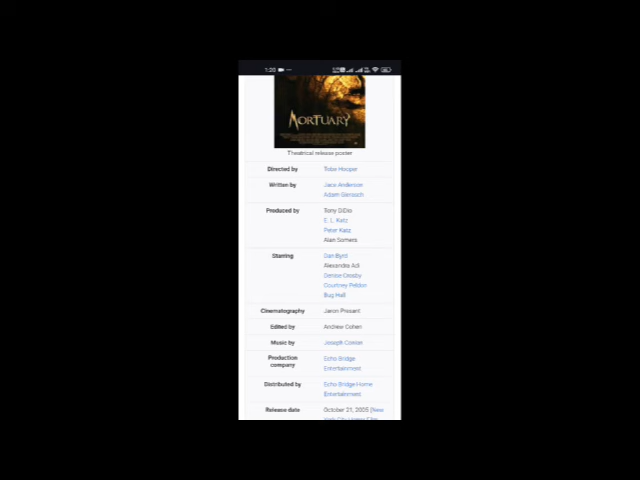 1:20
MORTUARY
Theatrical release poster
Directed by Tobe Hooper
Written by Jace Anderson
Adam Gierasch
Produced by Tony DiDio
E. L. Katz
Peter Katz
Alan Somers
Starring Dan Byrd
Alexandra Adi
Denise Crosby
Courtney Peldon
Bug Hall
Cinematography Jaron Presant
Edited by Andrew Cohen
Music by Joseph Conlan
Production company Echo Bridge
Entertainment
Distributed by Echo Bridge Home
Entertainment
Release date October 21, 2005 (New